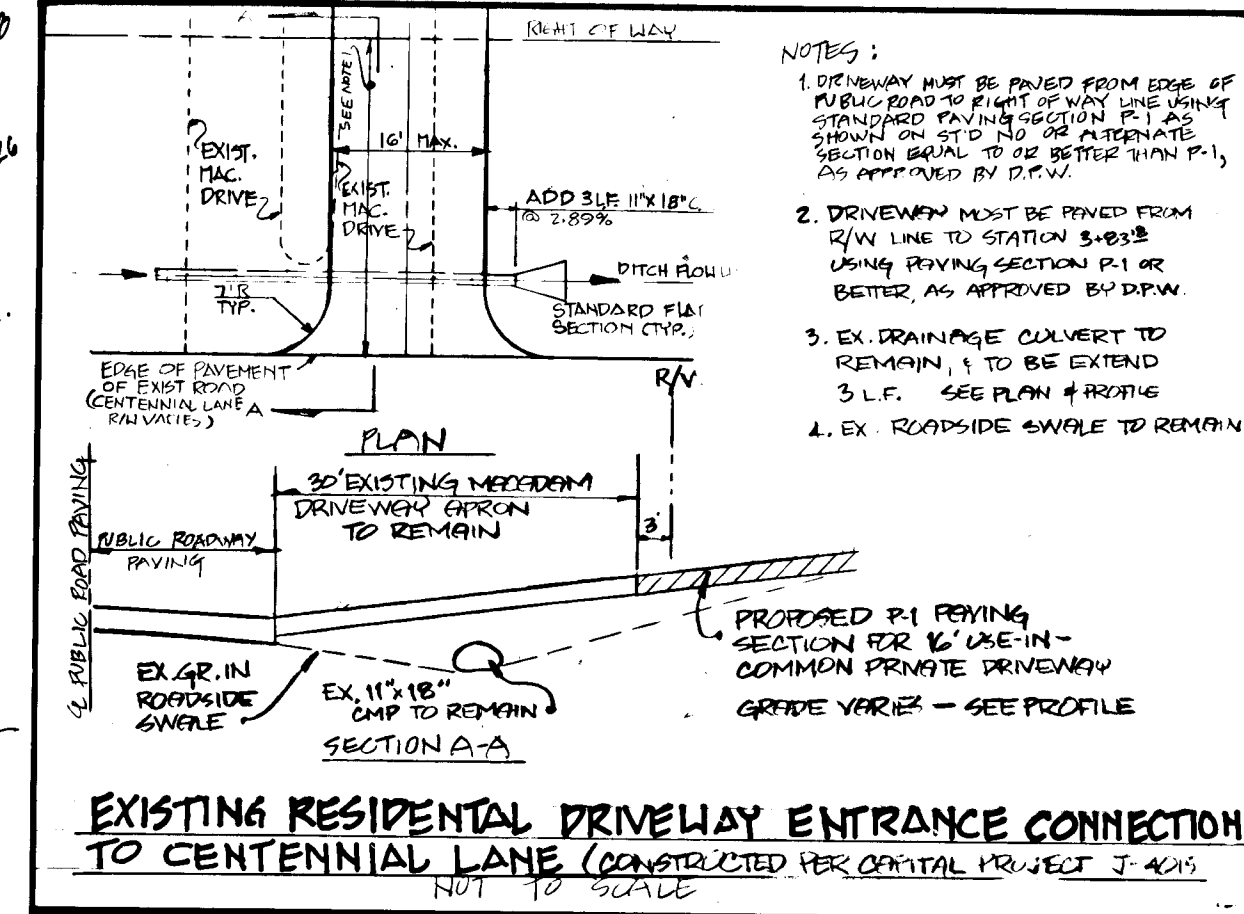 RIGHT OF WAY
A
SEE NOTE 1
16' MAX.
EXIST.
MAC.
DRIVE
EXIST.
MAC.
DRIVE
ADD 3LF 11"X18"C
@ 2.89%
DITCH FLOW
7'R
TYP.
STANDARD FLAT
SECTION (TYP.)
EDGE OF PAVEMENT
OF EXIST ROAD
(CENTENNIAL LANE
R/W VARIES)
A
PLAN
NOTES:
1. DRIVEWAY MUST BE PAVED FROM EDGE OF
PUBLIC ROAD TO RIGHT OF WAY LINE USING
STANDARD PAVING SECTION P-1 AS
SHOWN ON ST'D NO OR ALTERNATE
SECTION EQUAL TO OR BETTER THAN P-1,
AS APPROVED BY D.P.W.
2. DRIVEWAY MUST BE PAVED FROM
R/W LINE TO STATION 3+83
USING PAVING SECTION P-1 OR
BETTER, AS APPROVED BY D.P.W.
3. EX. DRAINAGE CULVERT TO
REMAIN, & TO BE EXTEND
3 L.F. SEE PLAN & PROFILE
4. EX. ROADSIDE SWALE TO REMAIN
R/W
℄ PUBLIC ROAD PAVING
PUBLIC ROADWAY
PAVING
30' EXISTING MACADAM
DRIVEWAY APRON
TO REMAIN
3'
EX. GR. IN
ROADSIDE
SWALE
EX. 11"x18"
CMP TO REMAIN
SECTION A-A
PROPOSED P-1 PAVING
SECTION FOR 16' USE-IN-
COMMON PRIVATE DRIVEWAY
GRADE VARIES - SEE PROFILE
EXISTING RESIDENTAL DRIVEWAY ENTRANCE CONNECTION
TO CENTENNIAL LANE (CONSTRUCTED PER CAPITAL PROJECT J-4015
NOT TO SCALE